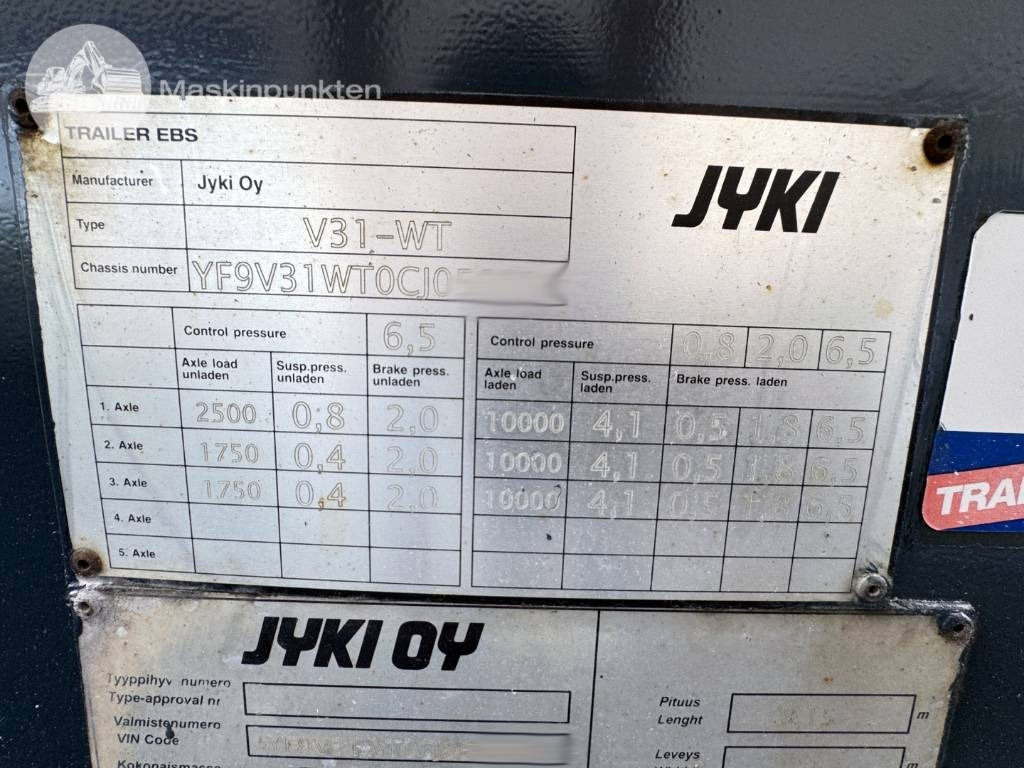 Maskinpunkten
TRAILER EBS
Manufacturer Jyki Oy
JYKI
Type V31-WT
Chassis number YF9V31WT0CJ0
Control pressure 6,5 Control pressure 0,8 2,0 6,5
Axle load unladen Susp.press. unladen Brake press. unladen Axle load laden Susp.press. laden Brake press. laden
1. Axle 2500 0,8 2,0 10000 4,1 0,5 1,8 6,5
2. Axle 1750 0,4 2,0 10000 4,1 0,5 1,8 6,5
3. Axle 1750 0,4 2,0 10000 4,1 0,5 1,8 6,5
4. Axle
5. Axle
TRAI
JYKI OY
Tyyppihyv numero
Type-approval nr
Pituus
Lenght m
Valmistenumero
VIN Code
Leveys
m
Kokonaismassa